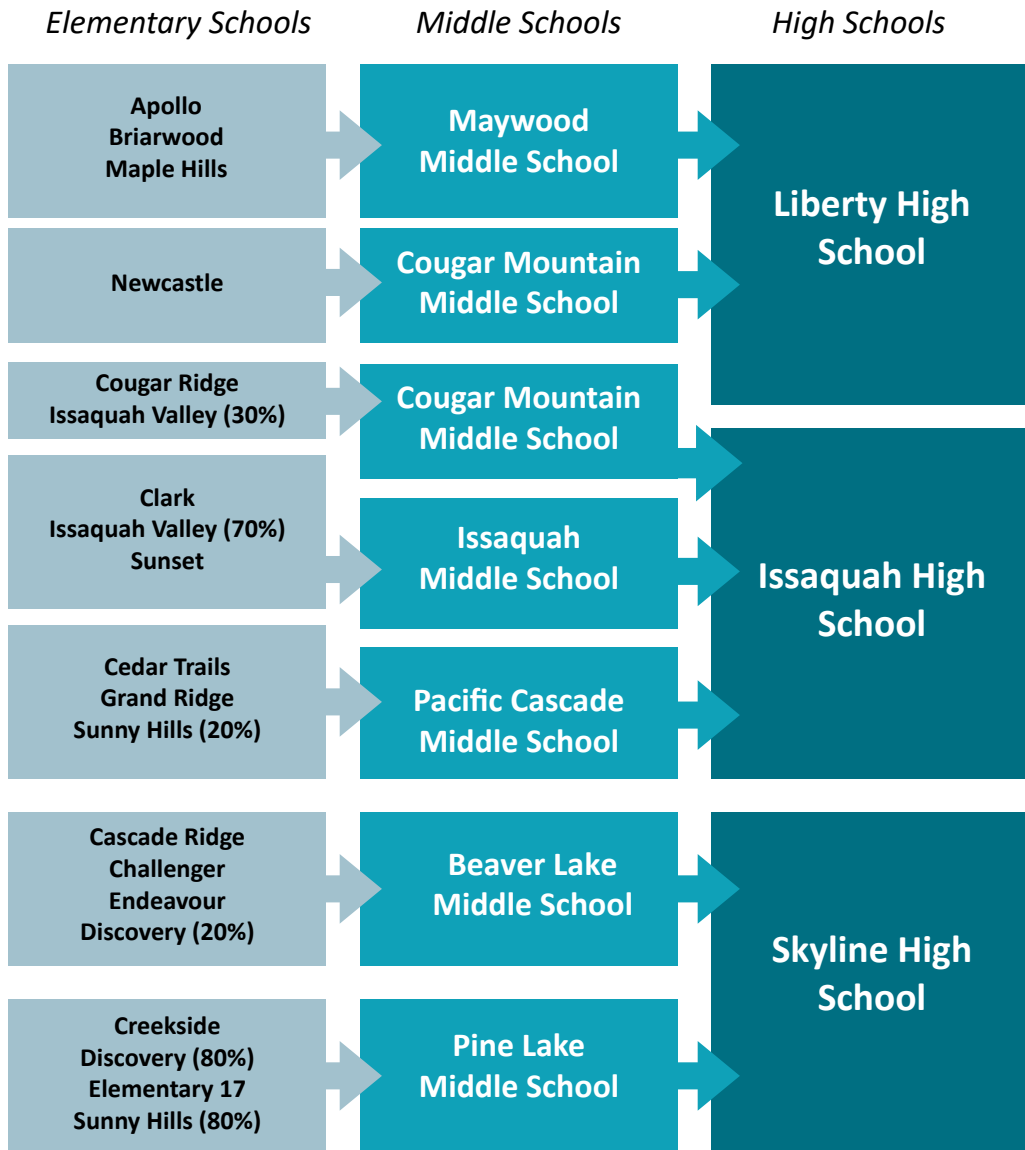 Elementary Schools
Middle Schools
High Schools
Apollo
Briarwood
Maple Hills
Maywood
Middle School
Liberty High
School
Newcastle
Cougar Mountain
Middle School
Cougar Ridge
Issaquah Valley (30%)
Cougar Mountain
Middle School
Clark
Issaquah Valley (70%)
Sunset
Issaquah
Middle School
Issaquah High
School
Cedar Trails
Grand Ridge
Sunny Hills (20%)
Pacific Cascade
Middle School
Cascade Ridge
Challenger
Endeavour
Discovery (20%)
Beaver Lake
Middle School
Skyline High
School
Creekside
Discovery (80%)
Elementary 17
Sunny Hills (80%)
Pine Lake
Middle School